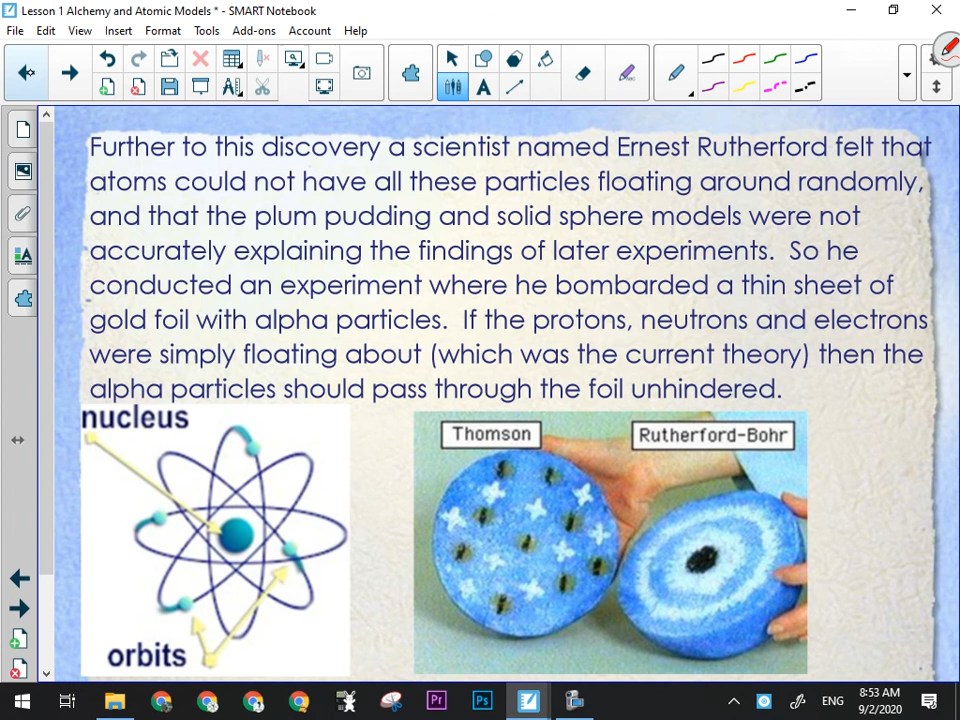 Lesson 1 Alchemy and Atomic Models * - SMART Notebook
File Edit View Insert Format Tools Add-ons Account Help
Further to this discovery a scientist named Ernest Rutherford felt that
atoms could not have all these particles floating around randomly,
and that the plum pudding and solid sphere models were not
accurately explaining the findings of later experiments. So he
conducted an experiment where he bombarded a thin sheet of
gold foil with alpha particles. If the protons, neutrons and electrons
were simply floating about (which was the current theory) then the
alpha particles should pass through the foil unhindered.
nucleus
orbits
Thomson
Rutherford-Bohr
Pr
Ps
ENG
8:53 AM
9/2/2020